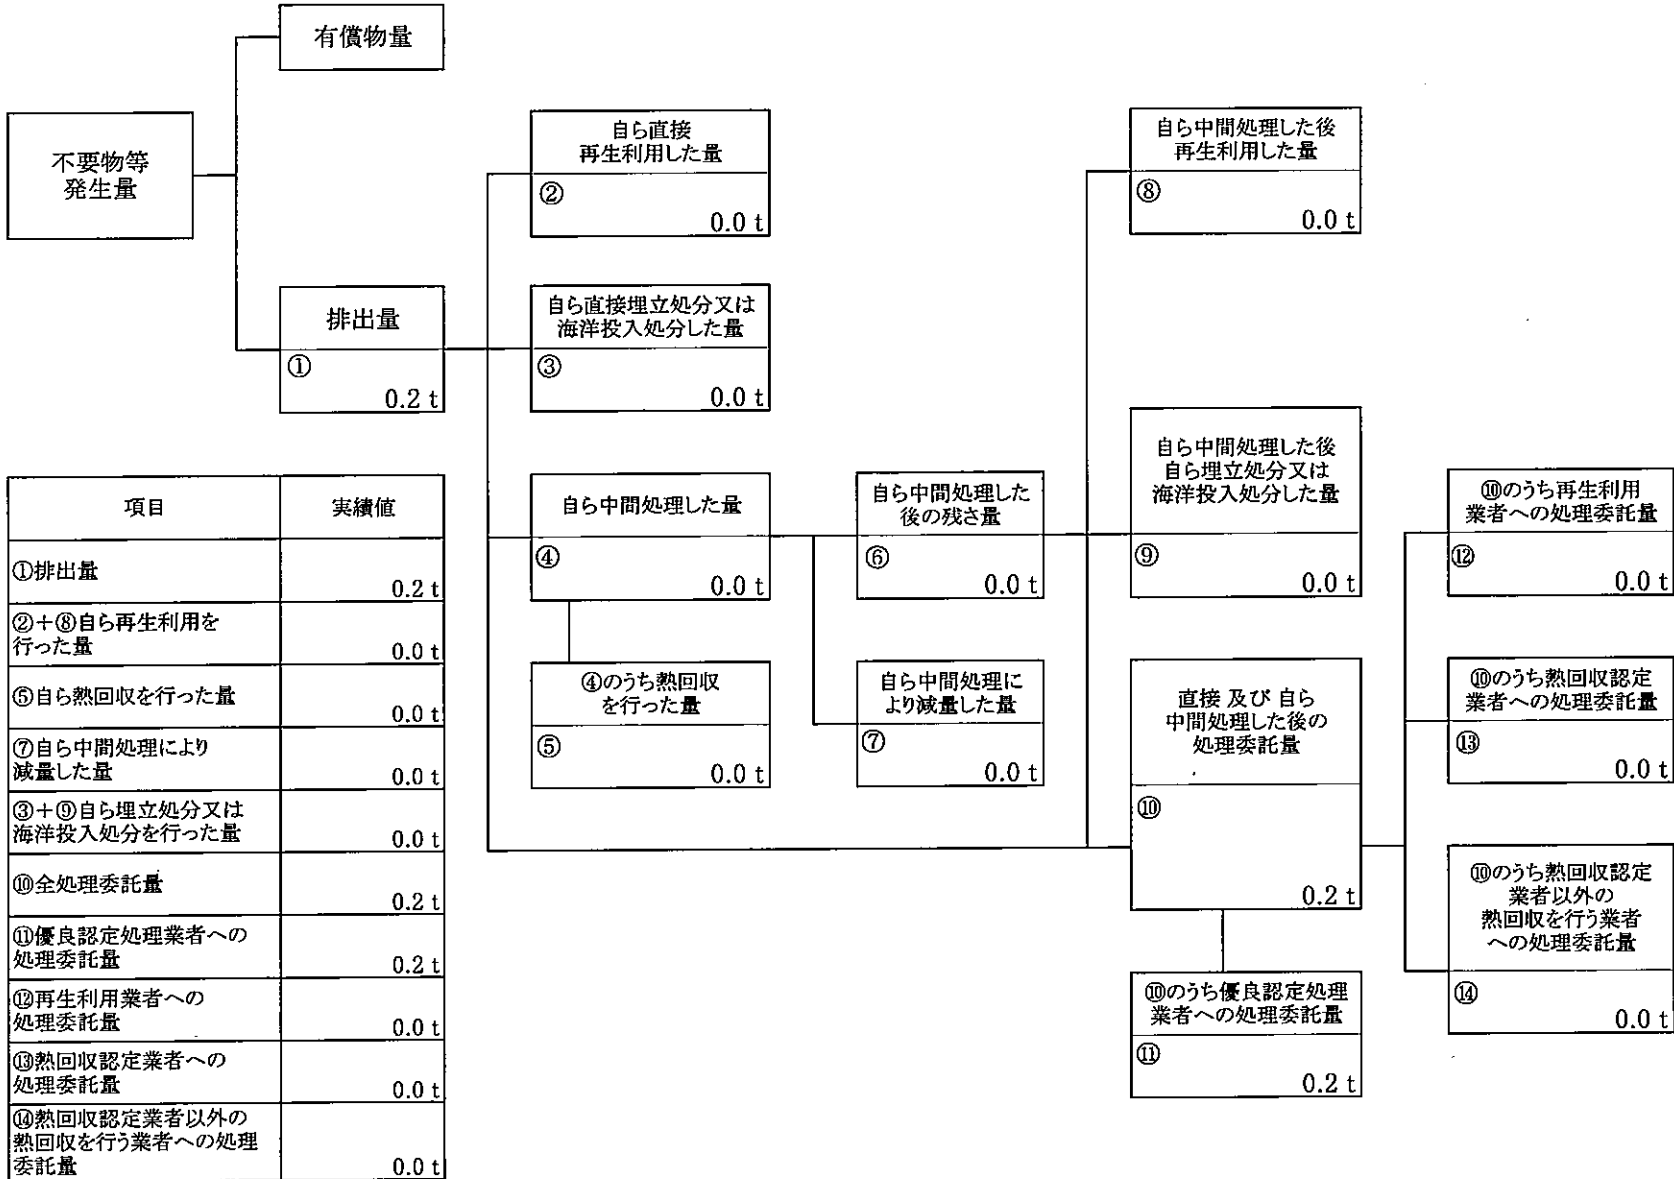 有償物量
不要物等
発生量
排出量
①
0.2 t
自ら直接
再生利用した量
②
0.0 t
自ら直接埋立処分又は
海洋投入処分した量
③
0.0 t
自ら中間処理した量
④
0.0 t
④のうち熱回収
を行った量
⑤
0.0 t
自ら中間処理した
後の残さ量
⑥
0.0 t
自ら中間処理に
より減量した量
⑦
0.0 t
自ら中間処理した後
再生利用した量
⑧
0.0 t
自ら中間処理した後
自ら埋立処分又は
海洋投入処分した量
⑨
0.0 t
直接 及び 自ら
中間処理した後の
処理委託量
⑩
0.2 t
⑩のうち優良認定処理
業者への処理委託量
⑪
0.2 t
⑩のうち再生利用
業者への処理委託量
⑫
0.0 t
⑩のうち熱回収認定
業者への処理委託量
⑬
0.0 t
⑩のうち熱回収認定
業者以外の
熱回収を行う業者
への処理委託量
⑭
0.0 t
項目 実績値
①排出量
0.2 t
②＋⑧自ら再生利用を
行った量
0.0 t
⑤自ら熱回収を行った量
0.0 t
⑦自ら中間処理により
減量した量
0.0 t
③＋⑨自ら埋立処分又は
海洋投入処分を行った量
0.0 t
⑩全処理委託量
0.2 t
⑪優良認定処理業者への
処理委託量
0.2 t
⑫再生利用業者への
処理委託量
0.0 t
⑬熱回収認定業者への
処理委託量
0.0 t
⑭熱回収認定業者以外の
熱回収を行う業者への処理
委託量
0.0 t